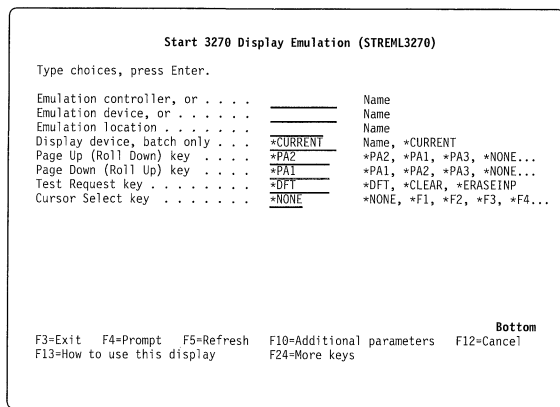 Start 3270 Display Emulation (STREML3270)
Type choices, press Enter.
Emulation controller, or . . . . Name
Emulation device, or . . . . . . Name
Emulation location . . . . . . . Name
Display device, batch only . . . *CURRENT Name, *CURRENT
Page Up (Roll Down) key . . . . *PA2 *PA2, *PA1, *PA3, *NONE...
Page Down (Roll Up) key . . . . *PA1 *PA1, *PA2, *PA3, *NONE...
Test Request key . . . . . . . . *DFT *DFT, *CLEAR, *ERASEINP
Cursor Select key . . . . . . . *NONE *NONE, *F1, *F2, *F3, *F4...
Bottom
F3=Exit F4=Prompt F5=Refresh F10=Additional parameters F12=Cancel
F13=How to use this display F24=More keys